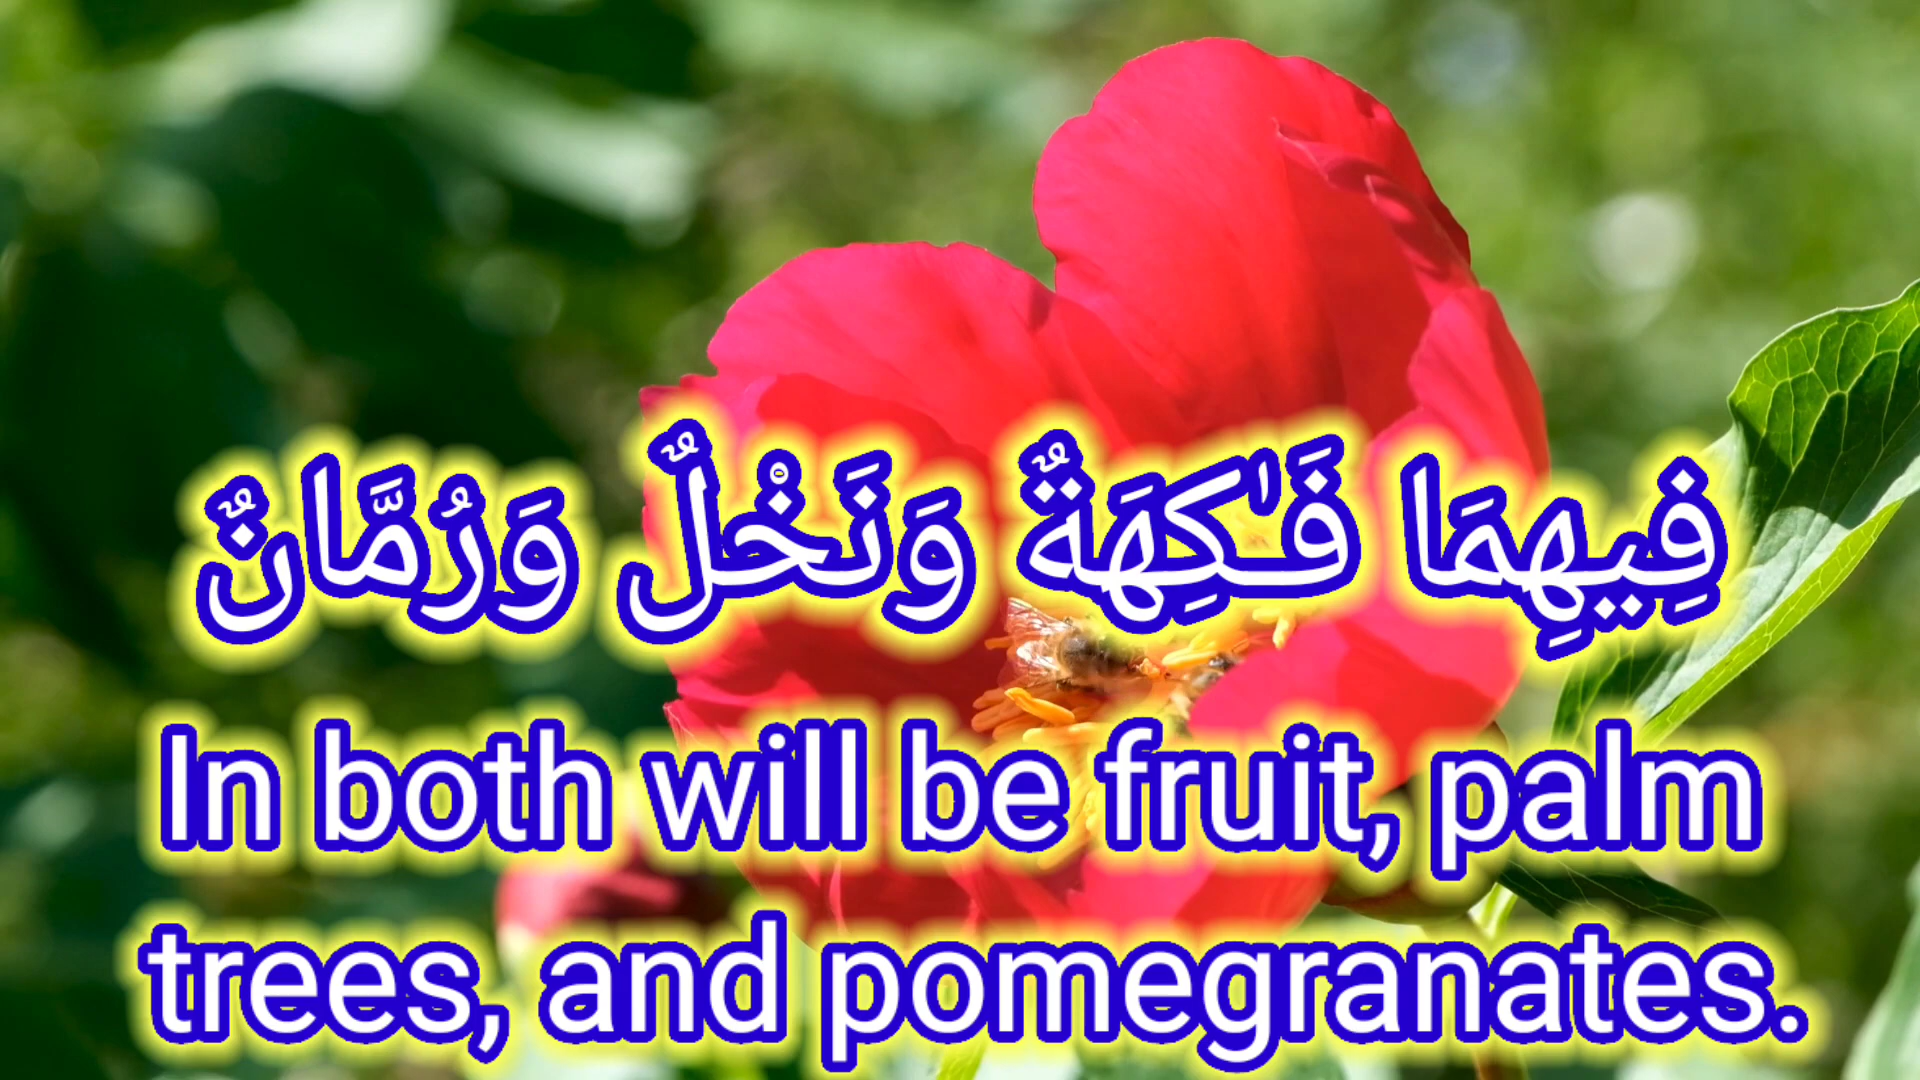 فِيهِمَا فَـٰكِهَةٌ وَنَخْلٌ وَرُمَّانٌ
In both will be fruit, palm
trees, and pomegranates.